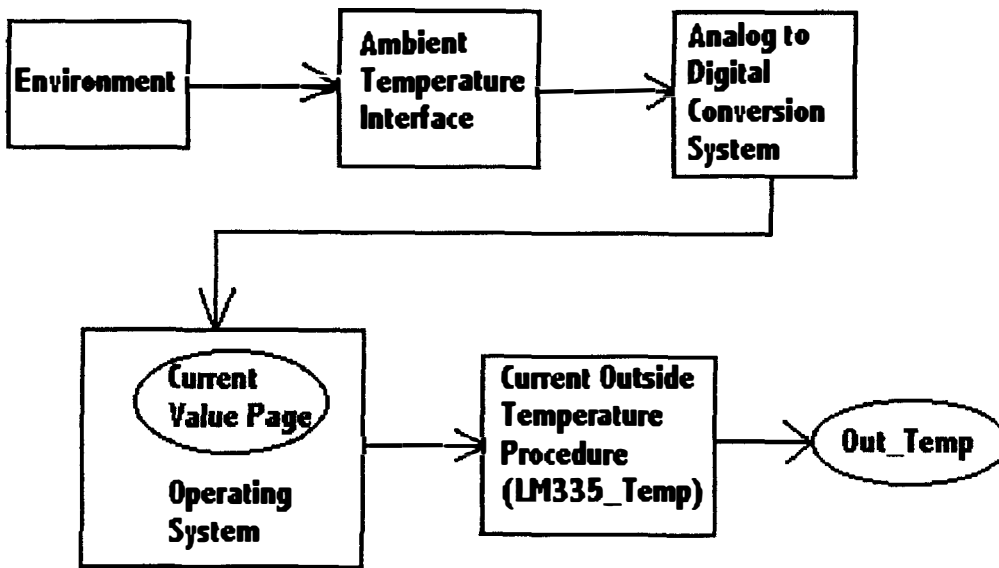 Environment
Ambient
Temperature
Interface
Analog to
Digital
Conversion
System
Current
Value Page
Operating
System
Current Outside
Temperature
Procedure
(LM335_Temp)
Out_Temp